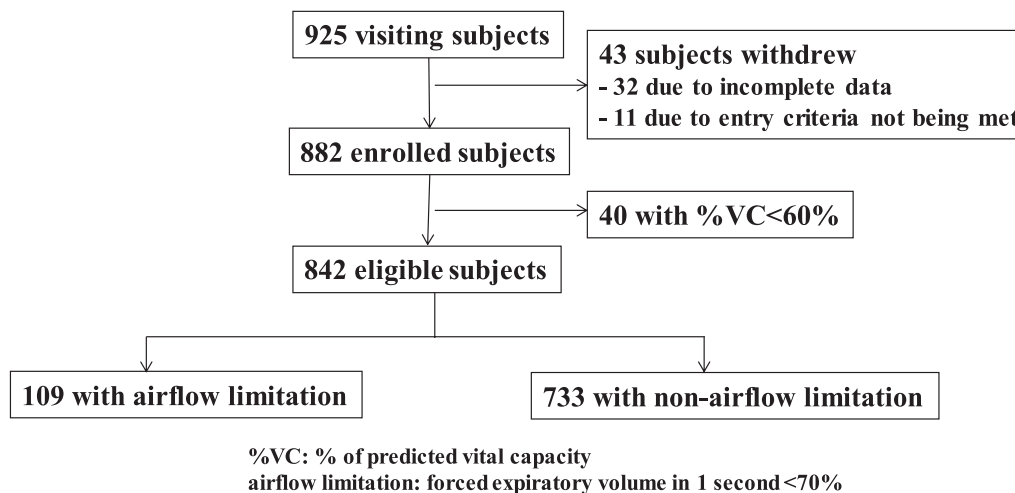 925 visiting subjects
43 subjects withdrew
- 32 due to incomplete data
- 11 due to entry criteria not being met
882 enrolled subjects
40 with %VC<60%
842 eligible subjects
109 with airflow limitation
733 with non-airflow limitation
%VC: % of predicted vital capacity
airflow limitation: forced expiratory volume in 1 second<70%